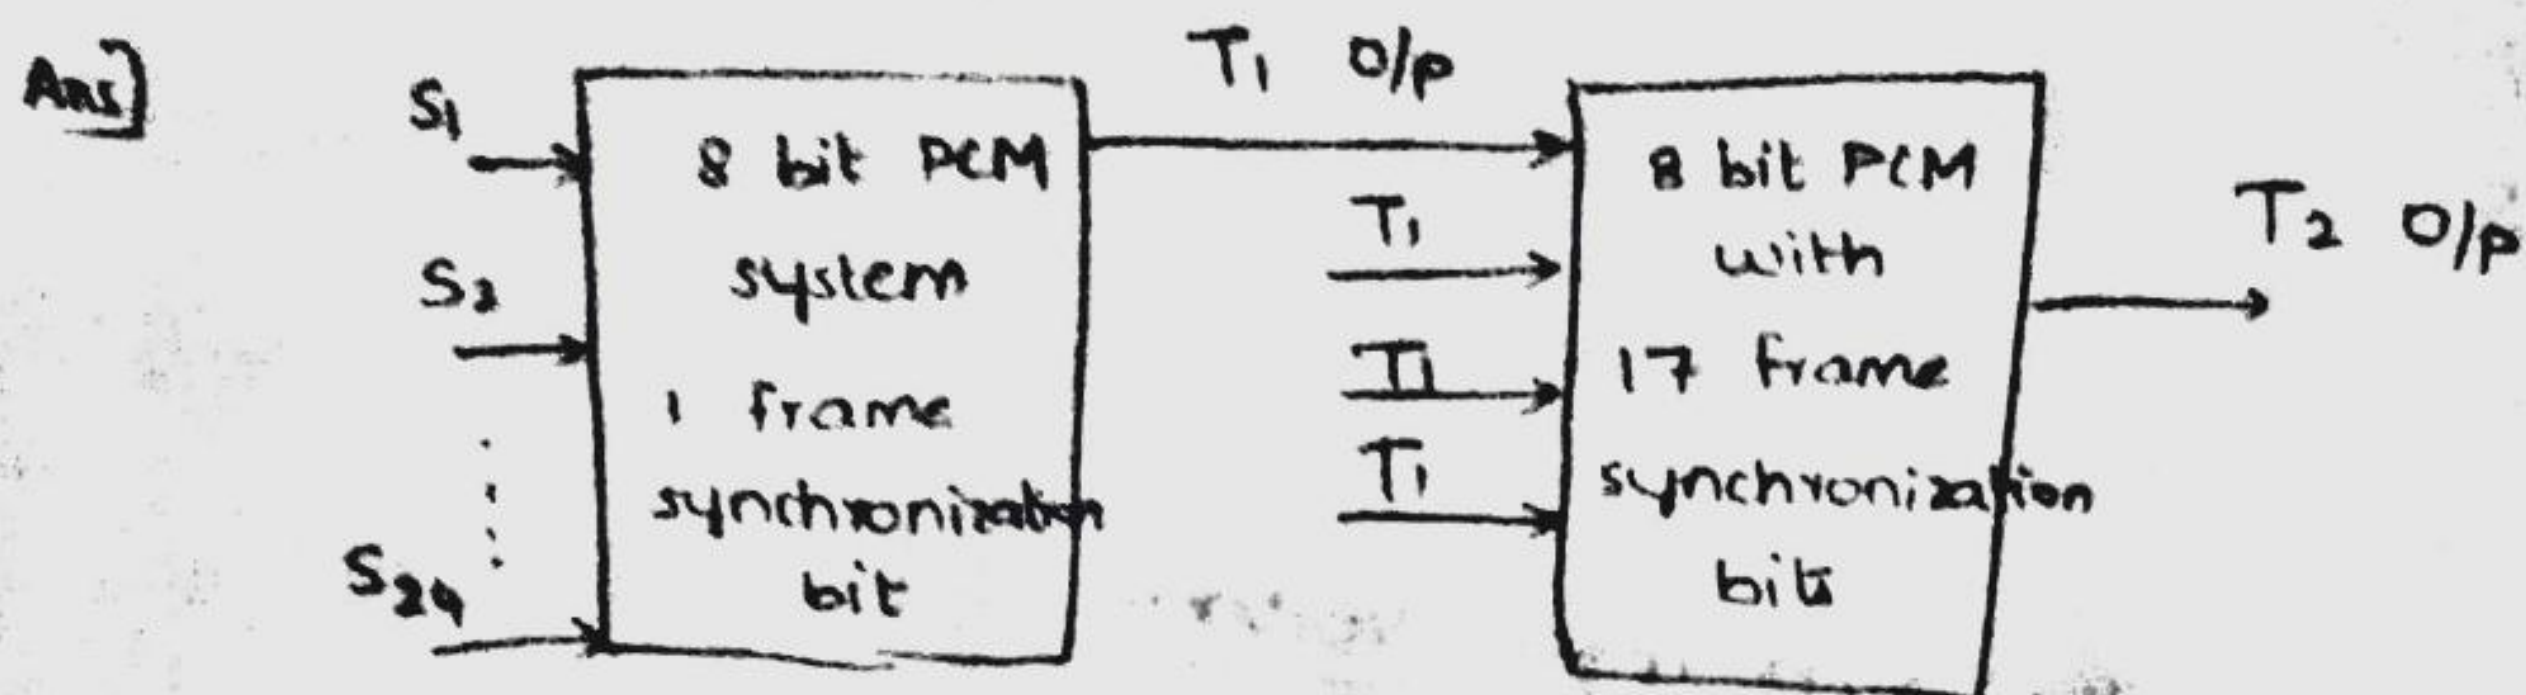 Ans]
S1
S2
S24
8 bit PCM
system
1 frame
synchronization
bit
T1 O/P
T1
T1
T1
8 bit PCM
with
17 frame
synchronization
bits
T2 O/P